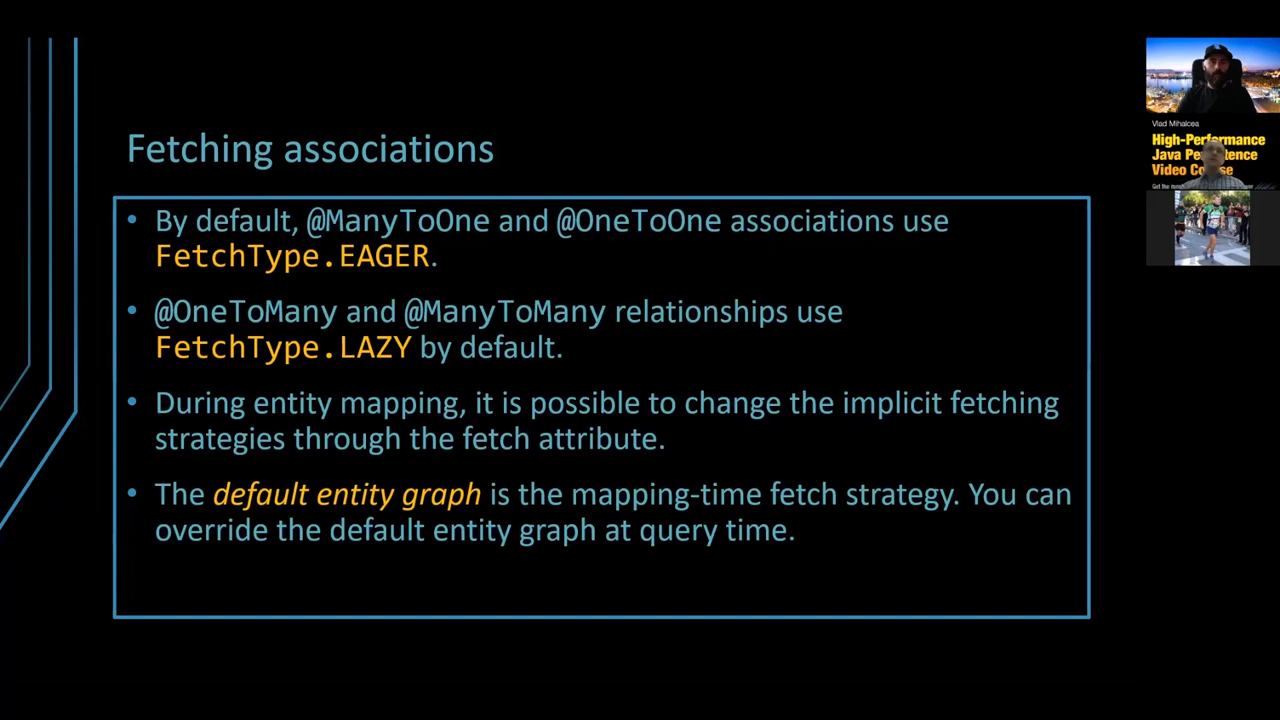 Fetching associations
• By default, @ManyToOne and @OneToOne associations use
FetchType.EAGER.
• @OneToMany and @ManyToMany relationships use
FetchType.LAZY by default.
• During entity mapping, it is possible to change the implicit fetching
strategies through the fetch attribute.
• The default entity graph is the mapping-time fetch strategy. You can
override the default entity graph at query time.
Vlad Mihalcea
High-Performance
Java
Video